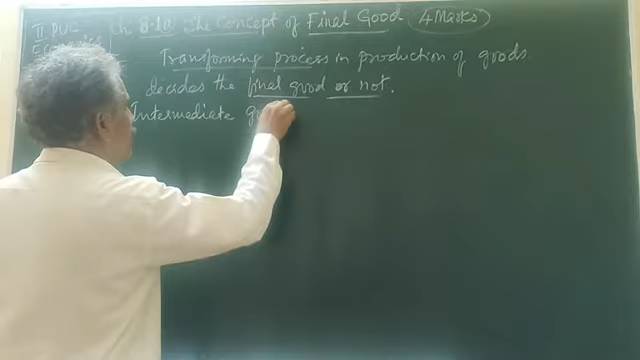 II PUC Ch 8.10 The Concept of Final Good (4 Marks)
Economics
Transforming process in production of goods
decides the final good or not.
Intermediate